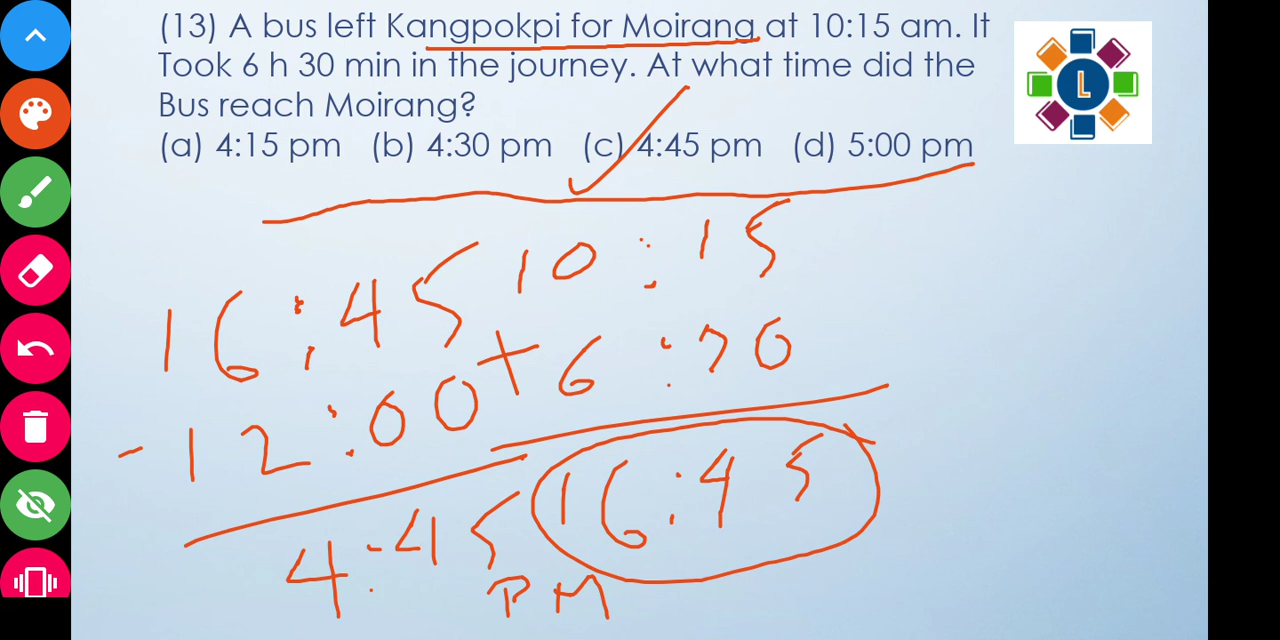 (13) A bus left Kangpokpi for Moirang at 10:15 am. It
Took 6 h 30 min in the journey. At what time did the
Bus reach Moirang?
(a) 4:15 pm (b) 4:30 pm (c) 4:45 pm (d) 5:00 pm
L
10:15
+6:30
16:45
16:45
-12:00
4:45
PM